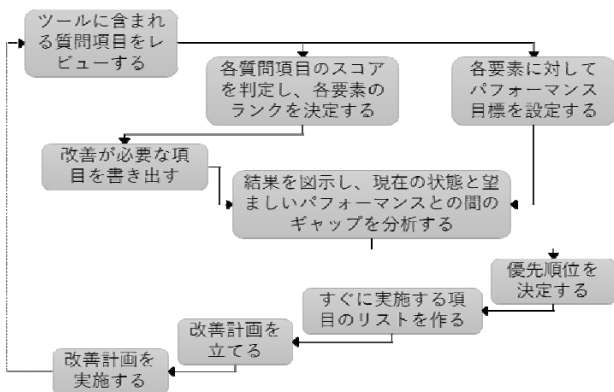 ツールに含まれ
る質問項目をレ
ビューする
各質問項目のスコア
を判定し、各要素の
ランクを決定する
各要素に対して
パフォーマンス
目標を設定する
改善が必要な項
目を書き出す
結果を図示し、現在の状態と望
ましいパフォーマンスとの間の
ギャップを分析する
優先順位を
決定する
すぐに実施する項
目のリストを作る
改善計画を
立てる
改善計画を
実施する